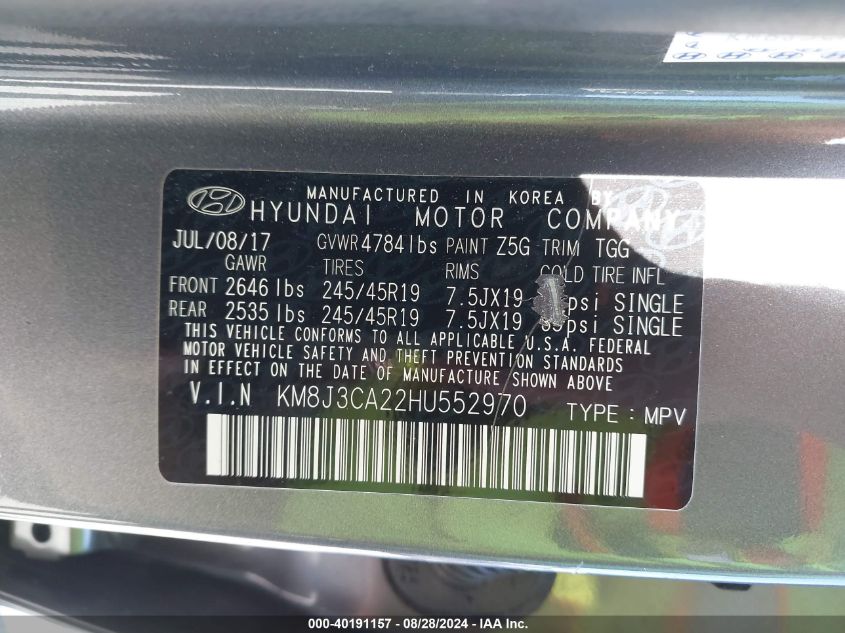 MANUFACTURED IN KOREA BY
HYUNDAI MOTOR COMPANY
JUL/08/17 GVWR 4784 lbs PAINT Z5G TRIM TGG
GAWR TIRES RIMS COLD TIRE INFL
FRONT 2646 lbs 245/45R19 7.5JX19 psi SINGLE
REAR 2535 lbs 245/45R19 7.5JX19 psi SINGLE
THIS VEHICLE CONFORMS TO ALL APPLICABLE U.S.A. FEDERAL
MOTOR VEHICLE SAFETY AND THEFT PREVENTION STANDARDS
IN EFFECT ON THE DATE OF MANUFACTURE SHOWN ABOVE.
V.I.N KM8J3CA22HU552970 TYPE : MPV
000-40191157 - 08/28/2024 - IAA Inc.